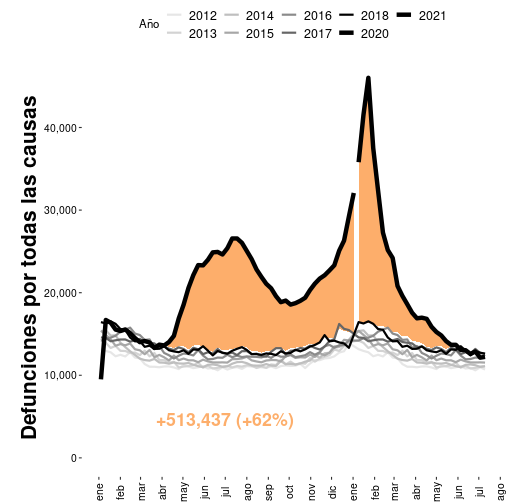 Año 2012 2014 2016 2018 2021
2013 2015 2017 2020
Defunciones por todas las causas
40,000
30,000
20,000
10,000
0
+513,437 (+62%)
ene feb mar abr may jun jul ago sep oct nov dic ene feb mar abr may jun jul ago